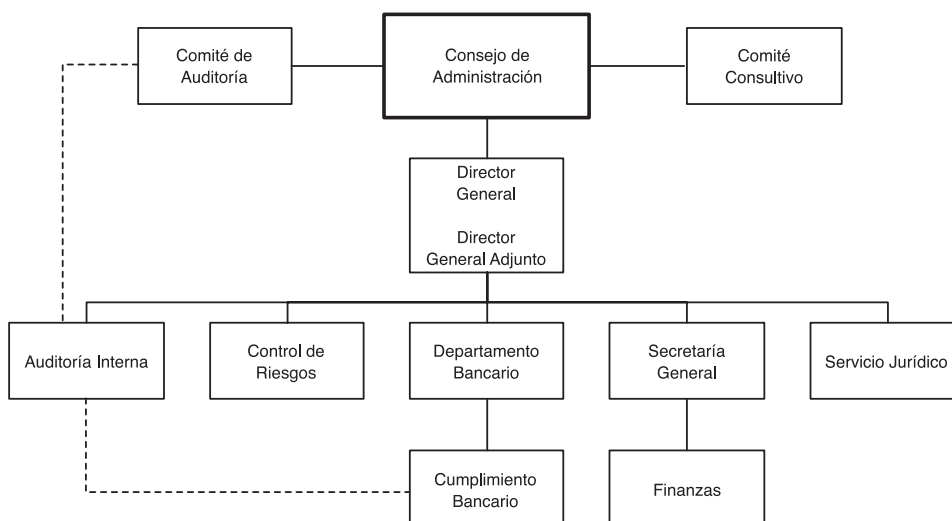 Comité de
Auditoría
Consejo de
Administración
Comité
Consultivo
Director
General
Director
General Adjunto
Auditoría Interna
Control de
Riesgos
Departamento
Bancario
Secretaría
General
Servicio Jurídico
Cumplimiento
Bancario
Finanzas